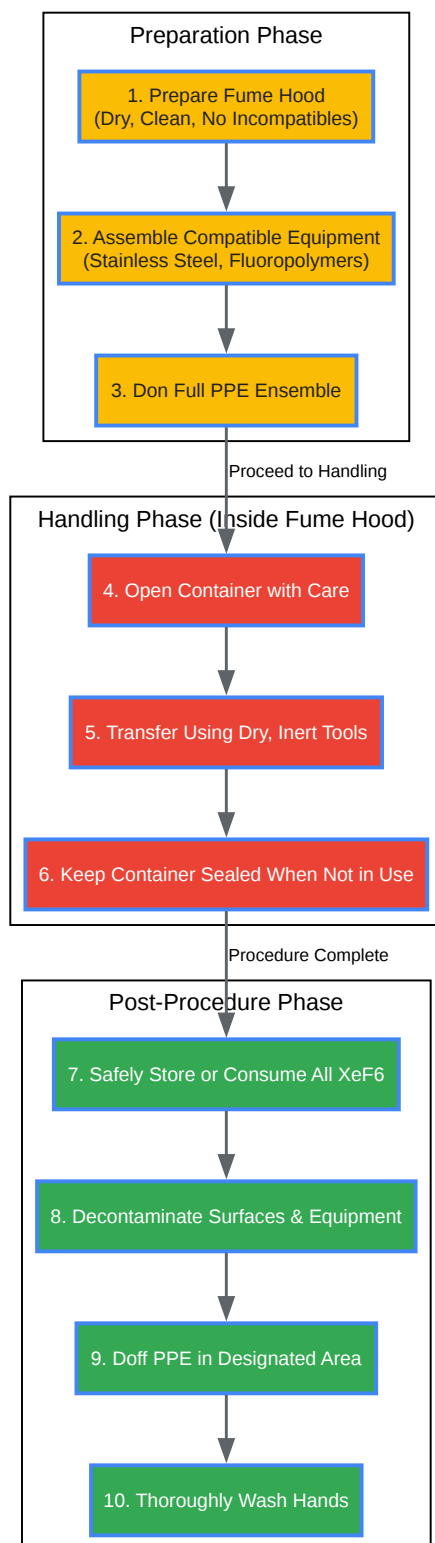 Preparation Phase
1. Prepare Fume Hood
(Dry, Clean, No Incompatibles)
2. Assemble Compatible Equipment
(Stainless Steel, Fluoropolymers)
3. Don Full PPE Ensemble
Proceed to Handling
Handling Phase (Inside Fume Hood)
4. Open Container with Care
5. Transfer Using Dry, Inert Tools
6. Keep Container Sealed When Not in Use
Procedure Complete
Post-Procedure Phase
7. Safely Store or Consume All XeF6
8. Decontaminate Surfaces & Equipment
9. Doff PPE in Designated Area
10. Thoroughly Wash Hands